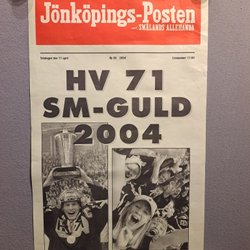 Jönköpings-Posten
SMÅLANDS ALLEHANDA
HV 71
SM-GULD
2004